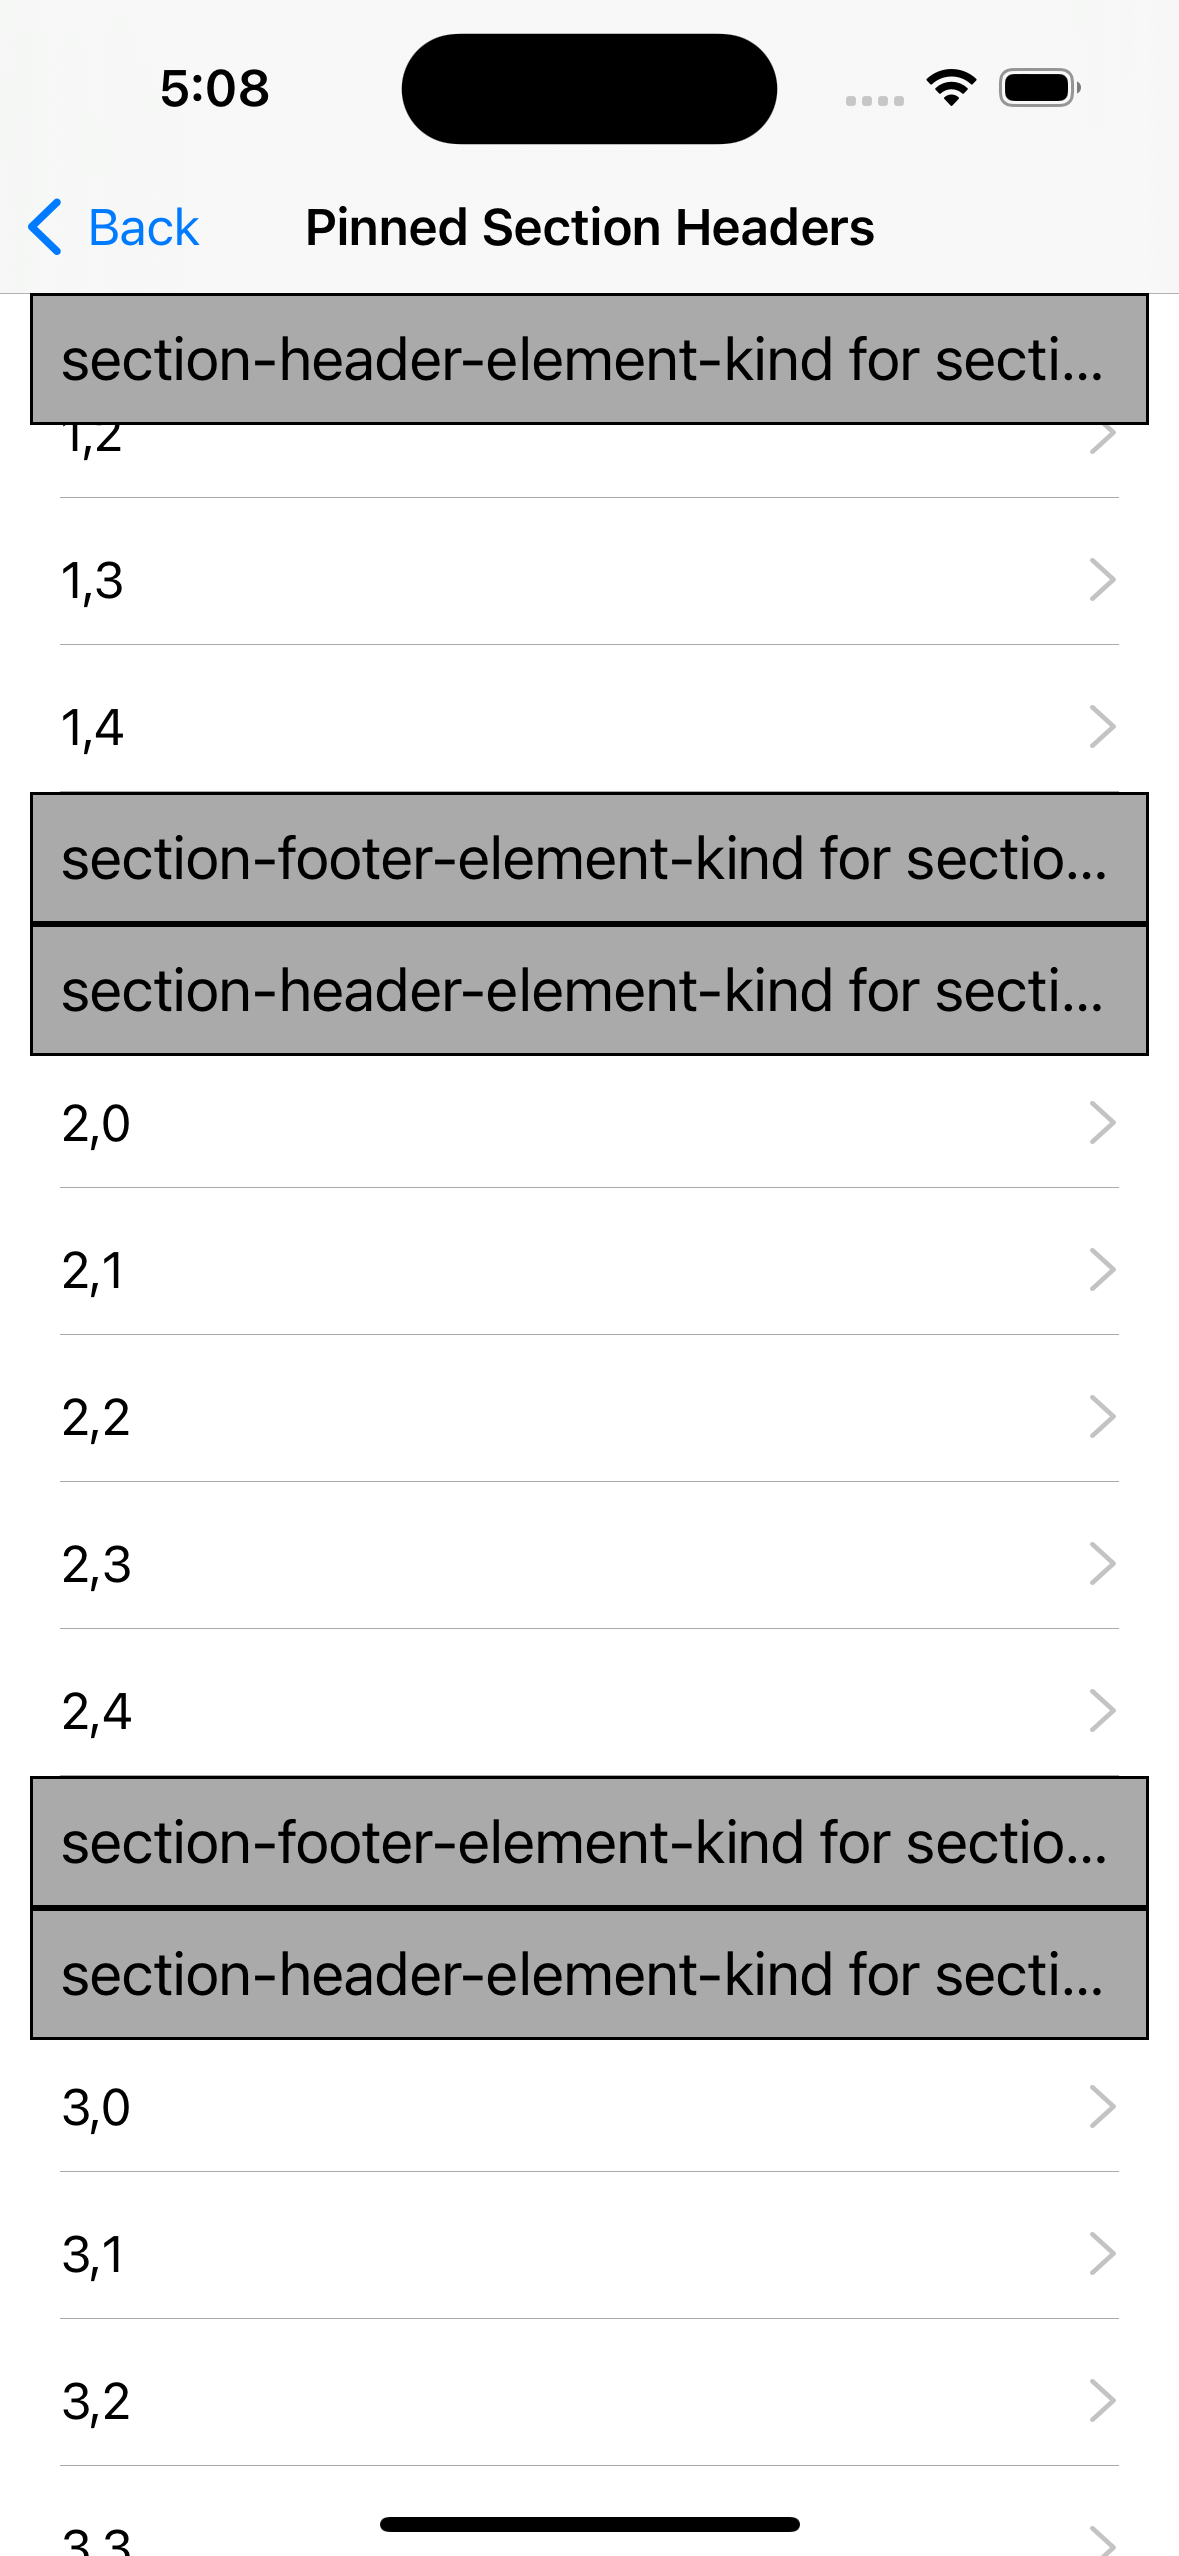 5:08
Back
Pinned Section Headers
section-header-element-kind for secti...
1,2
1,3
1,4
section-footer-element-kind for sectio...
section-header-element-kind for secti...
2,0
2,1
2,2
2,3
2,4
section-footer-element-kind for sectio...
section-header-element-kind for secti...
3,0
3,1
3,2
3,3